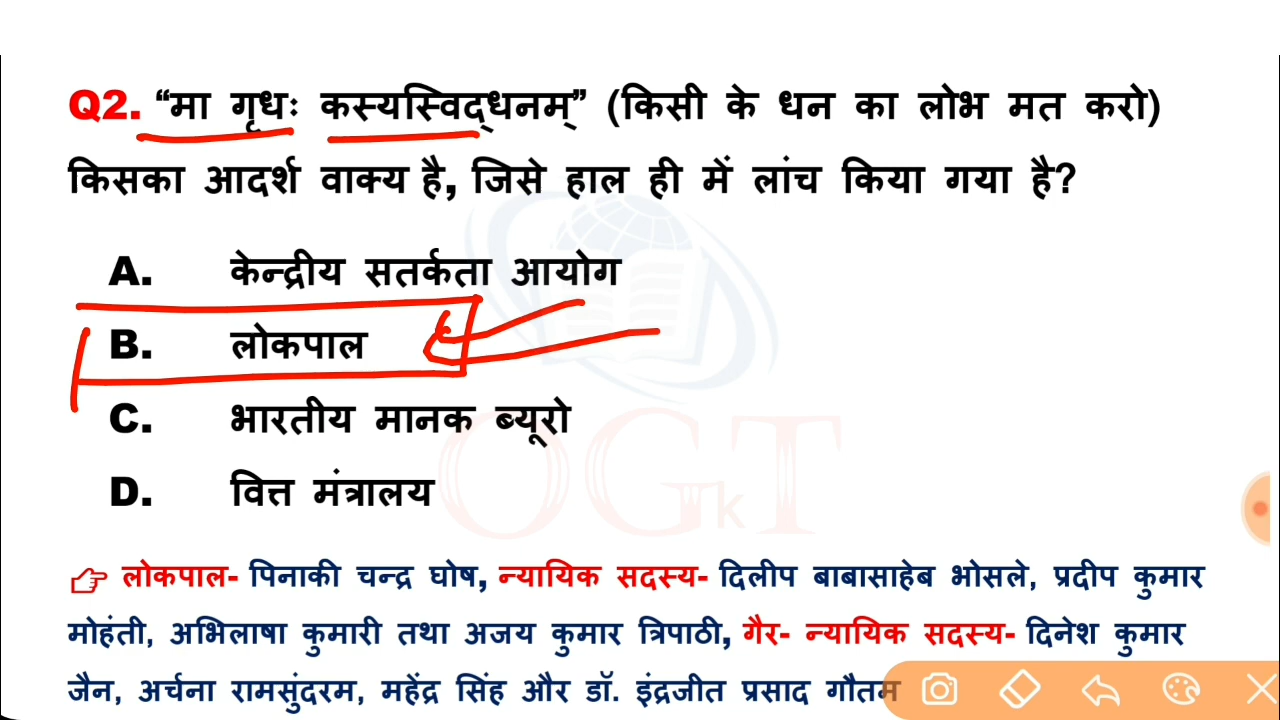 Q2. “मा गृधः कस्यस्विद्धनम्” (किसी के धन का लोभ मत करो)
किसका आदर्श वाक्य है, जिसे हाल ही में लांच किया गया है?
A. केन्द्रीय सतर्कता आयोग
B. लोकपाल
C. भारतीय मानक ब्यूरो
D. वित्त मंत्रालय
OGkT
लोकपाल- पिनाकी चन्द्र घोष, न्यायिक सदस्य- दिलीप बाबासाहेब भोसले, प्रदीप कुमार
मोहंती, अभिलाषा कुमारी तथा अजय कुमार त्रिपाठी, गैर- न्यायिक सदस्य- दिनेश कुमार
जैन, अर्चना रामसुंदरम, महेंद्र सिंह और डॉ. इंद्रजीत प्रसाद गौतम